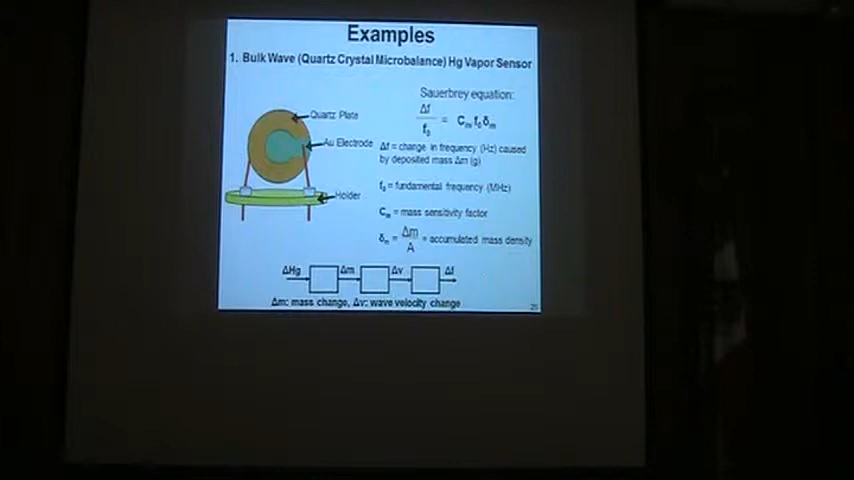 Examples
1. Bulk Wave (Quartz Crystal Microbalance) Hg Vapor Sensor
Sauerbrey equation:
Δf
f₀
= Cₘ f₀ δₘ
Quartz Plate
Au Electrode
Holder
Δf = change in frequency (Hz) caused
by deposited mass Δm (g)
f₀ = fundamental frequency (MHz)
Cₘ = mass sensitivity factor
δₘ = Δm
A
= accumulated mass density
ΔHg Δm Δv Δf
Δm: mass change, Δv: wave velocity change